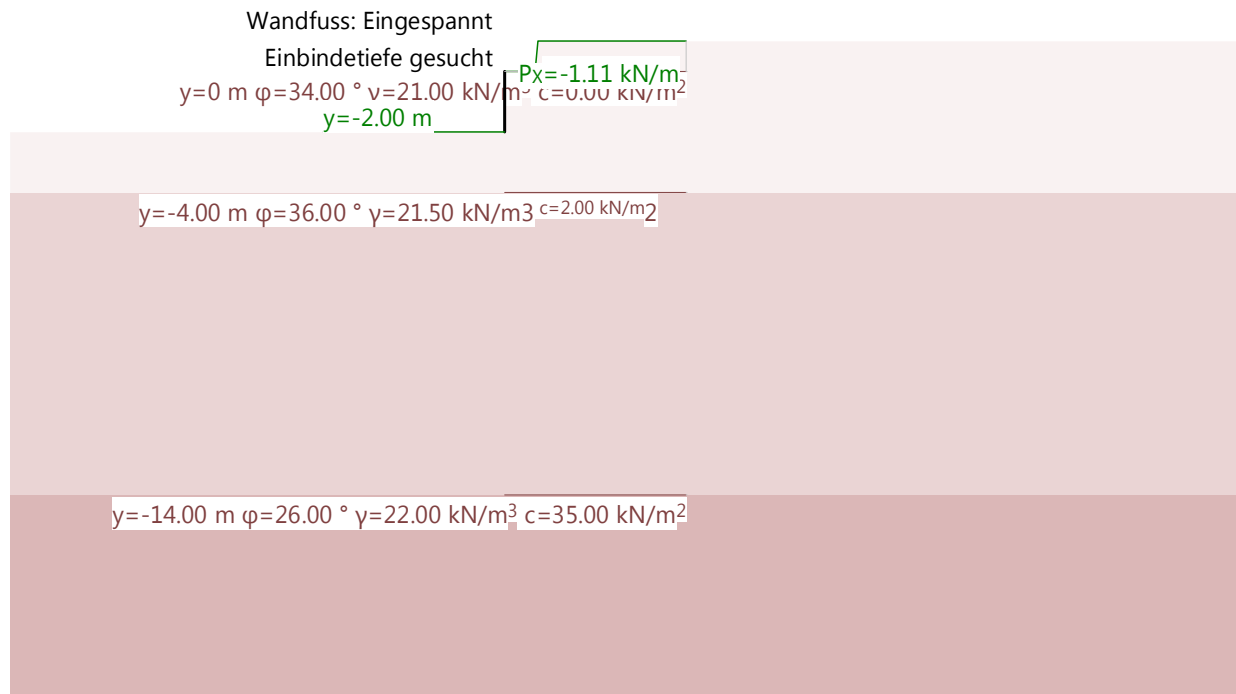 Wandfuss: Eingespannt
Einbindetiefe gesucht
Px=-1.11 kN/m
y=0 m φ=34.00 ° γ=21.00 kN/m³ c=0.00 kN/m²
y=-2.00 m
y=-4.00 m φ=36.00 ° γ=21.50 kN/m3 c=2.00 kN/m2
y=-14.00 m φ=26.00 ° γ=22.00 kN/m³ c=35.00 kN/m²